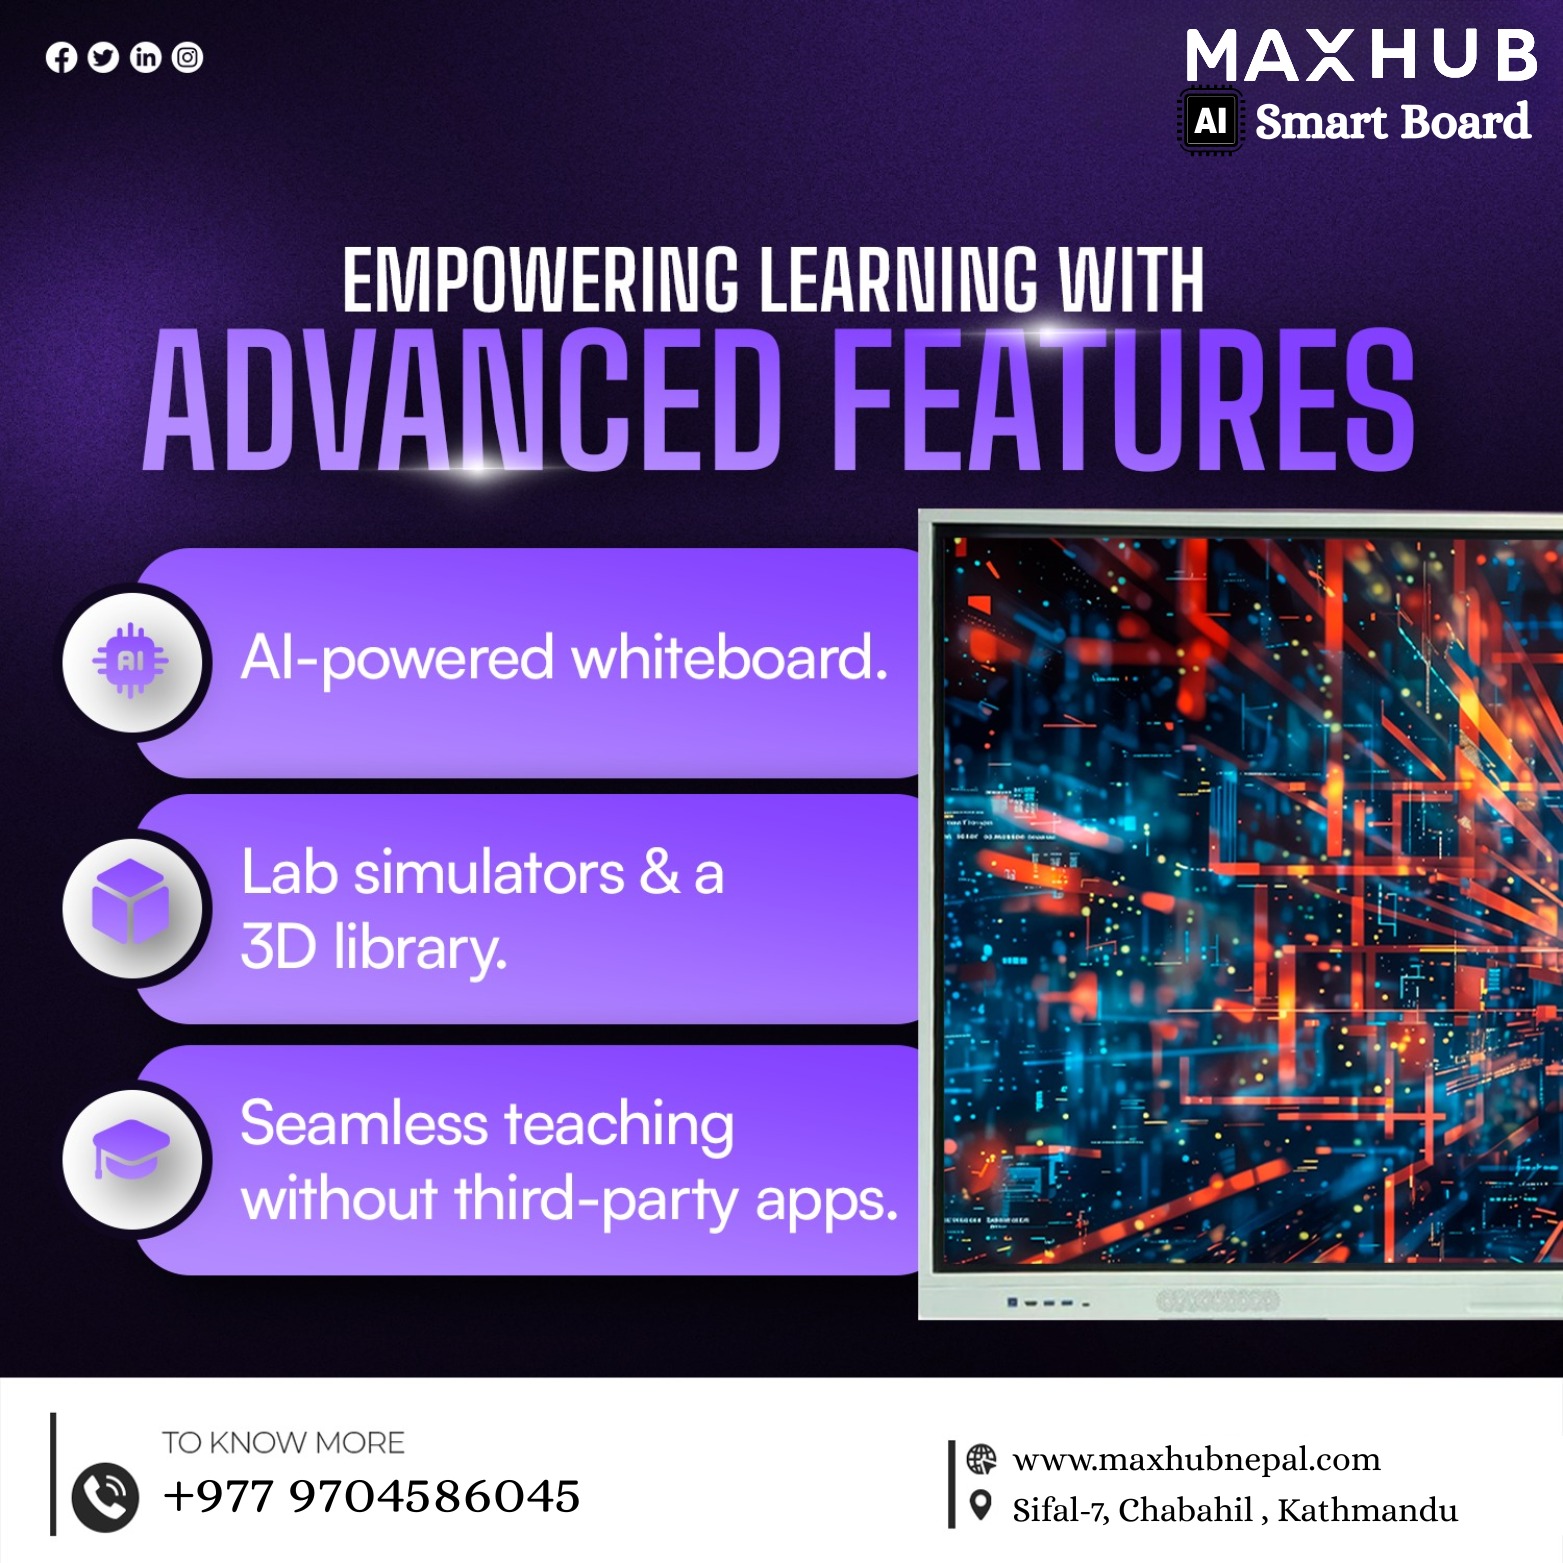 MAXHUB
AI Smart Board
EMPOWERING LEARNING WITH
ADVANCED FEATURES
AI
AI-powered whiteboard.
Lab simulators & a
3D library.
Seamless teaching
without third-party apps.
TO KNOW MORE
+977 9704586045
www.maxhubnepal.com
Sifal-7, Chabahil , Kathmandu